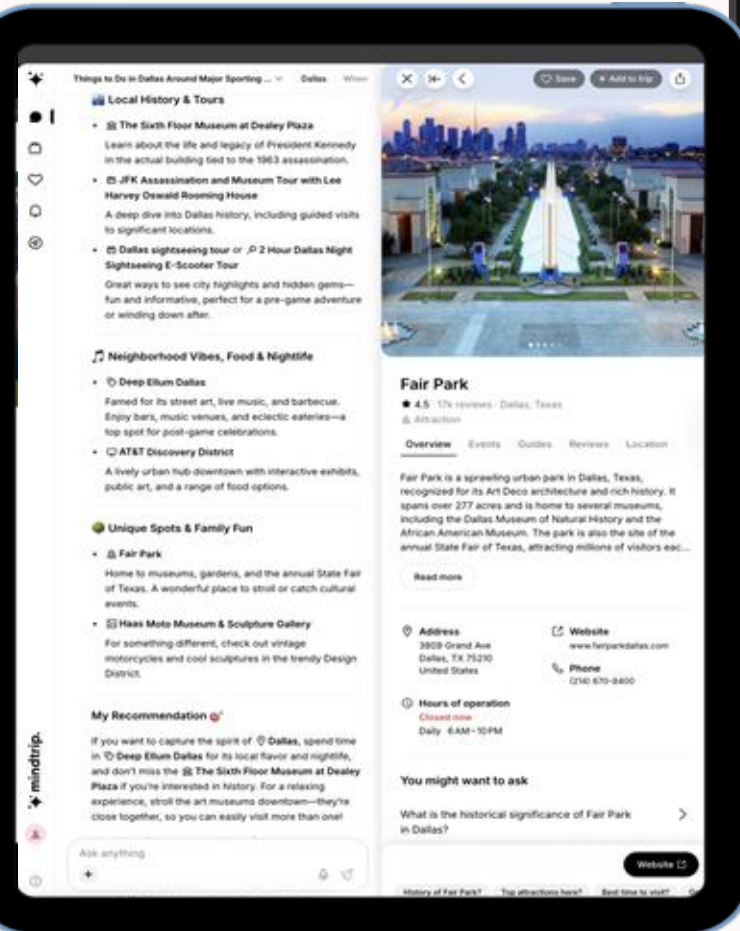 Things to Do in Dallas Around Major Sporting ...
Dallas
When
Local History & Tours
The Sixth Floor Museum at Dealey Plaza
Learn about the life and legacy of President Kennedy
in the actual building tied to the 1963 assassination.
JFK Assassination and Museum Tour with Lee
Harvey Oswald Rooming House
A deep dive into Dallas history, including guided visits
to significant locations.
Dallas sightseeing tour or 2 Hour Dallas Night
Sightseeing E-Scooter Tour
Great ways to see city highlights and hidden gems—
fun and informative, perfect for a pre-game adventure
or winding down after.
Neighborhood Vibes, Food & Nightlife
Deep Ellum Dallas
Famed for its street art, live music, and barbecue.
Enjoy bars, music venues, and eclectic eateries—a
top spot for post-game celebrations.
AT&T Discovery District
A lively urban hub downtown with interactive exhibits,
public art, and a range of food options.
Unique Spots & Family Fun
Fair Park
Home to museums, gardens, and the annual State Fair
of Texas. A wonderful place to stroll or catch cultural
events.
Haas Moto Museum & Sculpture Gallery
For something different, check out vintage
motorcycles and cool sculptures in the trendy Design
District.
My Recommendation
If you want to capture the spirit of Dallas, spend time
in Deep Ellum Dallas for its local flavor and nightlife,
and don't miss the The Sixth Floor Museum at Dealey
Plaza if you're interested in history. For a relaxing
experience, stroll the art museums downtown—they're
close together, so you can easily visit more than one!
Ask anything
mindtrip.
Save
+ Add to trip
Fair Park
4.5 · 17k reviews · Dallas, Texas
Attraction
Overview
Events
Guides
Reviews
Location
Fair Park is a sprawling urban park in Dallas, Texas,
recognized for its Art Deco architecture and rich history. It
spans over 277 acres and is home to several museums,
including the Dallas Museum of Natural History and the
African American Museum. The park is also the site of the
annual State Fair of Texas, attracting millions of visitors eac...
Read more
Address
3809 Grand Ave
Dallas, TX 75210
United States
Website
www.fairparkdallas.com
Phone
(214) 670-8400
Hours of operation
Closed now
Daily 6 AM–10 PM
You might want to ask
What is the historical significance of Fair Park
in Dallas?
Website
History of Fair Park?
Top attractions here?
Best time to visit?